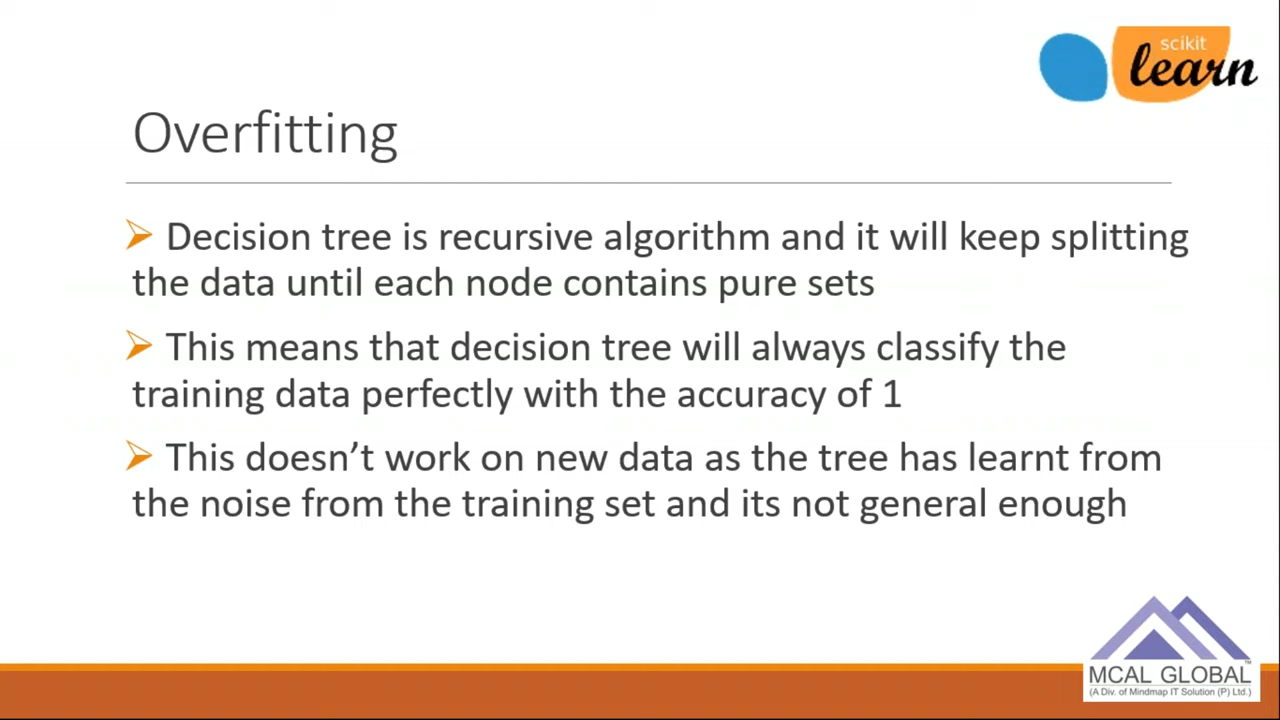 scikit
learn
Overfitting
Decision tree is recursive algorithm and it will keep splitting
the data until each node contains pure sets
This means that decision tree will always classify the
training data perfectly with the accuracy of 1
This doesn’t work on new data as the tree has learnt from
the noise from the training set and its not general enough
MCAL GLOBAL™
(A Div. of Mindmap IT Solution (P) Ltd.)